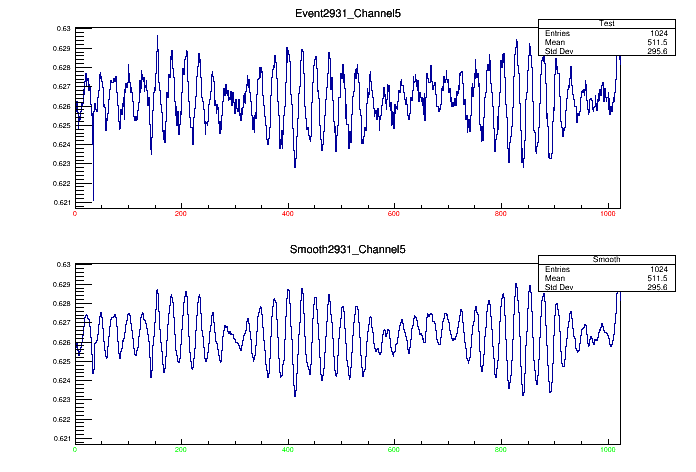 Event2931_Channel5
Test
Entries 1024
Mean 511.5
Std Dev 295.6
0.63
0.629
0.628
0.627
0.626
0.625
0.624
0.623
0.622
0.621
0 200 400 600 800 1000
Smooth2931_Channel5
Smooth
Entries 1024
Mean 511.5
Std Dev 295.6
0.63
0.629
0.628
0.627
0.626
0.625
0.624
0.623
0.622
0.621
0 200 400 600 800 1000